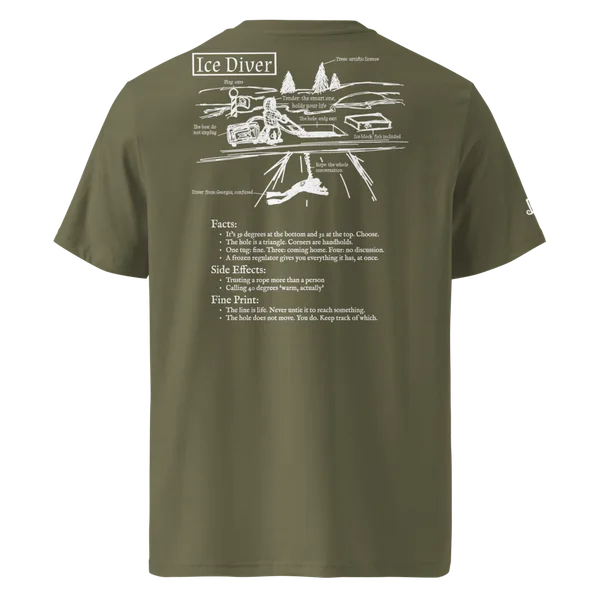 Ice Diver
Trees: artistic license
Tender: the smart one,
holds your life
The hole: only exit
The box: do
not unplug
Ice block: fish included
Rope: the whole
conversation
Diver from Georgia, confused
Facts:
• It's 39 degrees at the bottom and 32 at the top. Choose.
• The hole is a triangle. Corners are handholds.
• One tug: fine. Three: coming home. Four: no discussion.
• A frozen regulator gives you everything it has, at once.
Side Effects:
• Trusting a rope more than a person
• Calling 40 degrees 'warm, actually'
Fine Print:
• The line is life. Never untie it to reach something.
• The hole does not move. You do. Keep track of which.